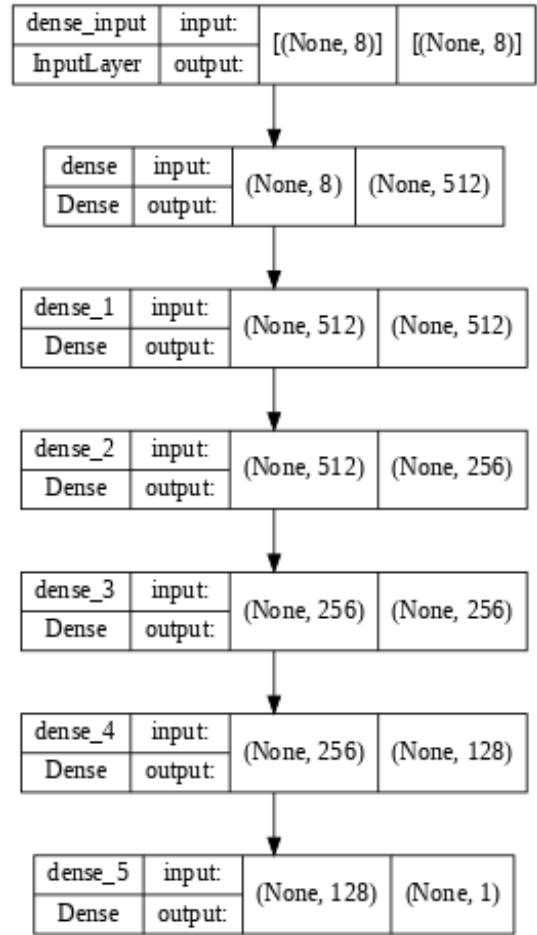 dense_input input: [(None, 8)] [(None, 8)]
InputLayer output:
dense input: (None, 8) (None, 512)
Dense output:
dense_1 input: (None, 512) (None, 512)
Dense output:
dense_2 input: (None, 512) (None, 256)
Dense output:
dense_3 input: (None, 256) (None, 256)
Dense output:
dense_4 input: (None, 256) (None, 128)
Dense output:
dense_5 input: (None, 128) (None, 1)
Dense output: